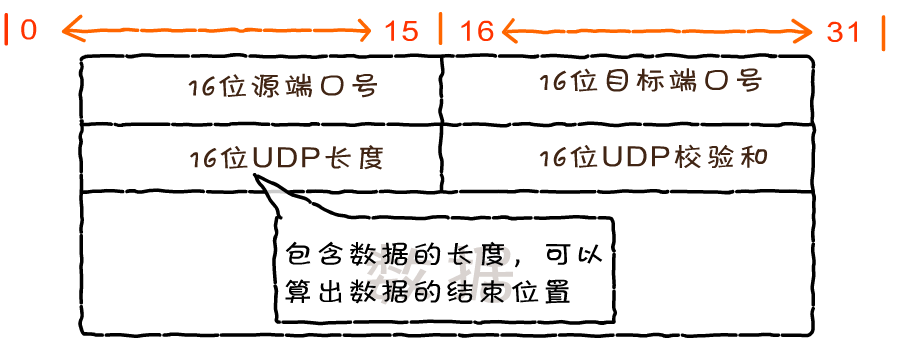 0 15 16 31
16位源端口号 16位目标端口号
16位UDP长度 16位UDP校验和
数据
包含数据的长度，可以
算出数据的结束位置